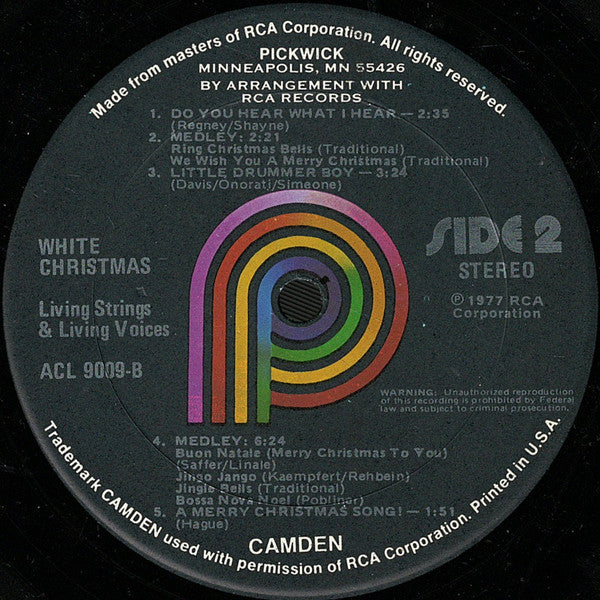 Made from masters of RCA Corporation. All rights reserved.
PICKWICK
MINNEAPOLIS, MN 55426
BY ARRANGEMENT WITH
RCA RECORDS
1. DO YOU HEAR WHAT I HEAR — 2:35
(Regney/Shayne)
2. MEDLEY: 2:21
Ring Christmas Bells (Traditional)
We Wish You A Merry Christmas (Traditional)
3. LITTLE DRUMMER BOY — 3:24
(Davis/Onorati/Simeone)
WHITE
CHRISTMAS
Living Strings
& Living Voices
ACL 9009-B
SIDE 2
STEREO
℗ 1977 RCA
Corporation
WARNING: Unauthorized reproduction
of this recording is prohibited by Federal
law and subject to criminal prosecution.
4. MEDLEY: 6:24
Buon Natale (Merry Christmas To You)
(Saffer/Linale)
Jingo Jango (Kaempfert/Rehbein)
Jingle Bells (Traditional)
Bossa Nova Noel (Poblinar)
5. A MERRY CHRISTMAS SONG! — 1:51
(Hague)
CAMDEN
Trademark CAMDEN used with permission of RCA Corporation. Printed in U.S.A.